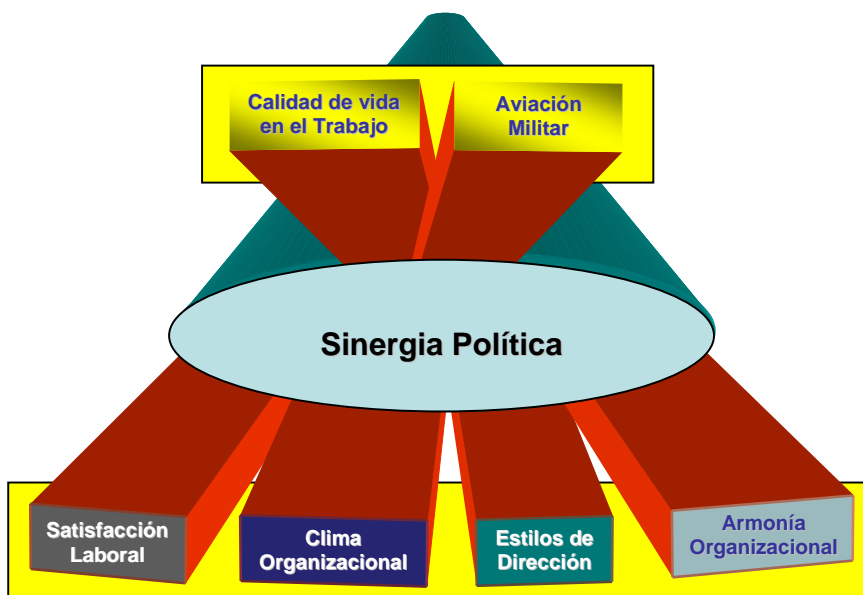 Calidad de vida
en el Trabajo
Aviación
Militar
Sinergia Política
Satisfacción
Laboral
Clima
Organizacional
Estilos de
Dirección
Armonía
Organizacional